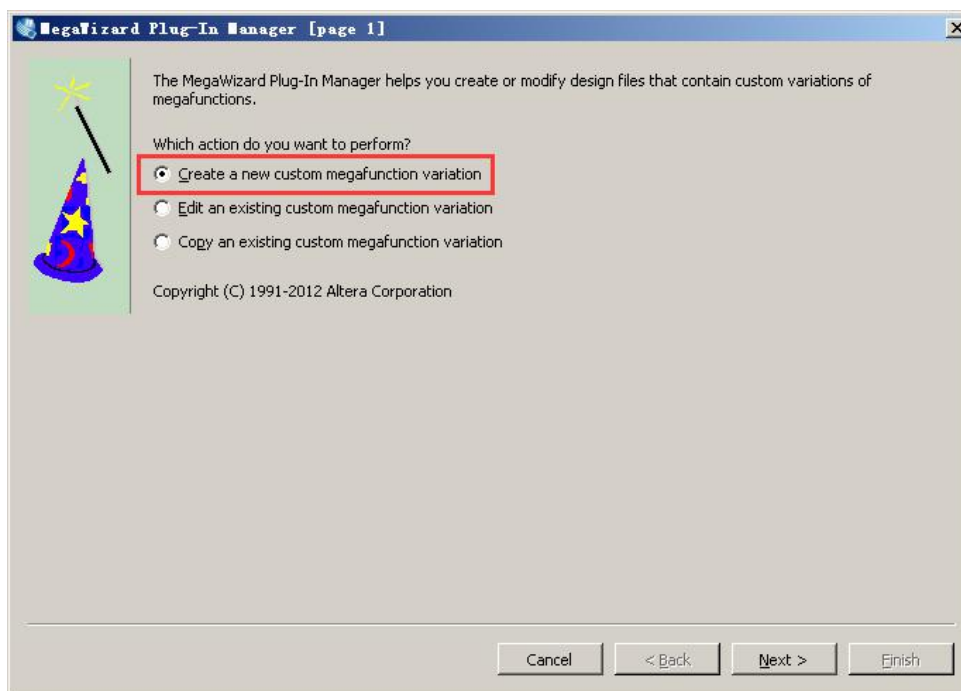 MegaWizard Plug-In Manager [page 1]
The MegaWizard Plug-In Manager helps you create or modify design files that contain custom variations of
megafunctions.
Which action do you want to perform?
Create a new custom megafunction variation
Edit an existing custom megafunction variation
Copy an existing custom megafunction variation
Copyright (C) 1991-2012 Altera Corporation
Cancel
< Back
Next >
Finish